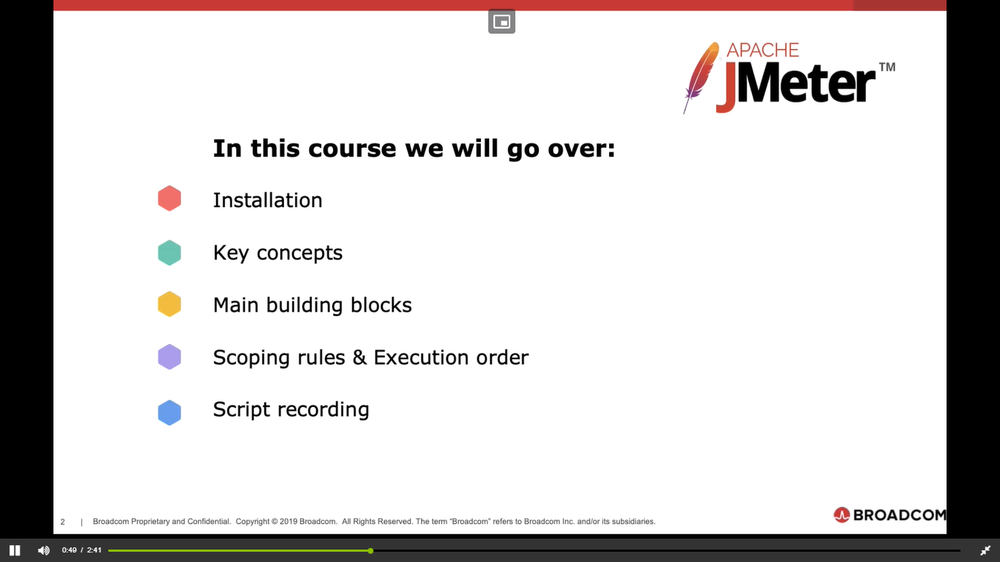 APACHE
JMeter™
In this course we will go over:
Installation
Key concepts
Main building blocks
Scoping rules & Execution order
Script recording
2 | Broadcom Proprietary and Confidential. Copyright © 2019 Broadcom. All Rights Reserved. The term “Broadcom” refers to Broadcom Inc. and/or its subsidiaries.
BROADCOM
0:49 / 2:41